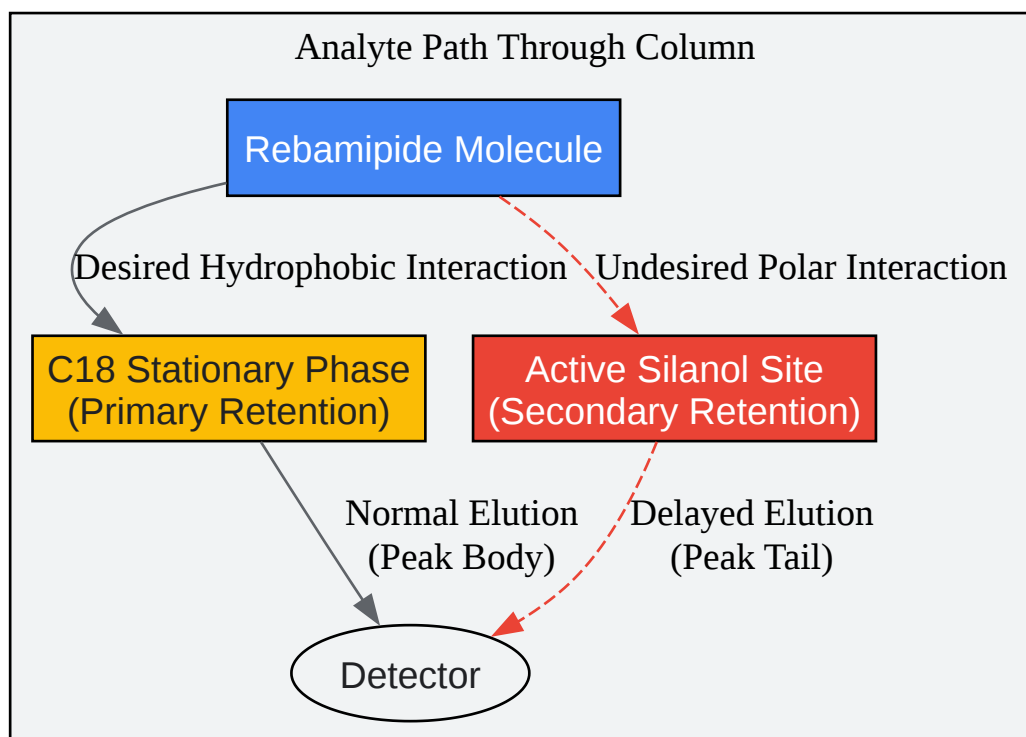 Analyte Path Through Column
Rebamipide Molecule
Desired Hydrophobic Interaction
Undesired Polar Interaction
C18 Stationary Phase
(Primary Retention)
Active Silanol Site
(Secondary Retention)
Normal Elution
(Peak Body)
Delayed Elution
(Peak Tail)
Detector